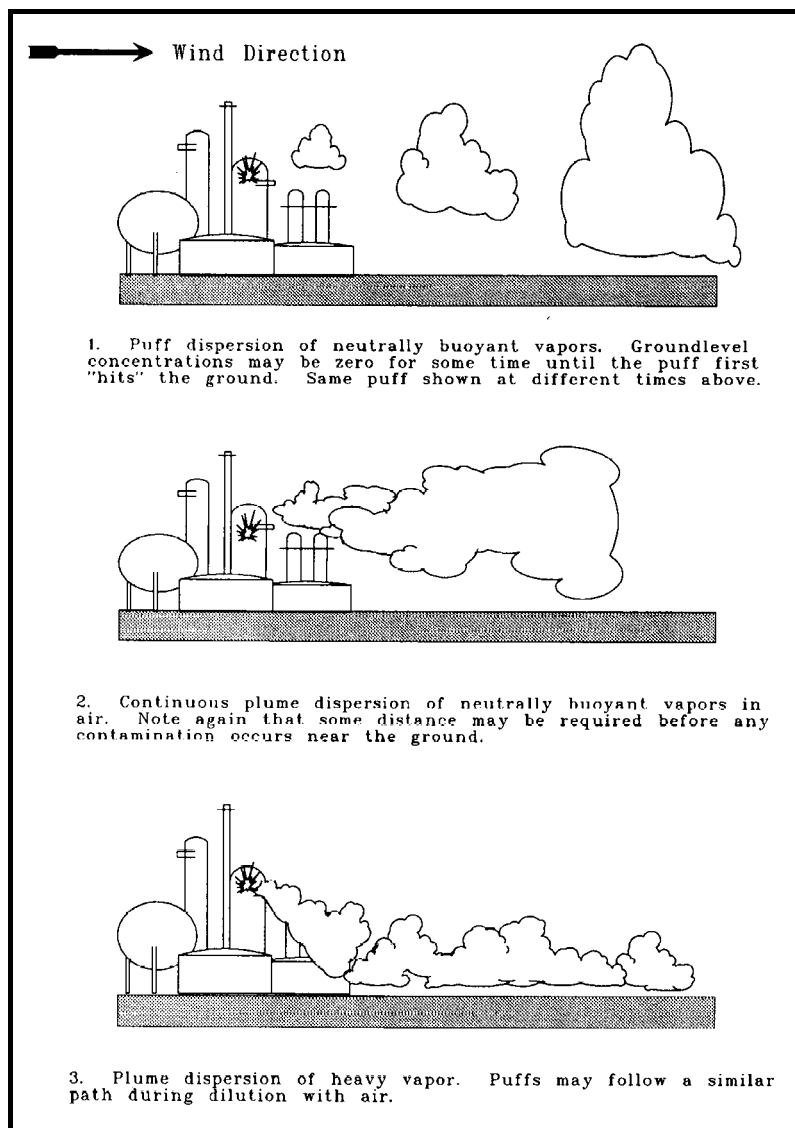 Wind Direction
1. Puff dispersion of neutrally buoyant vapors. Groundlevel
concentrations may be zero for some time until the puff first
"hits" the ground. Same puff shown at different times above.
2. Continuous plume dispersion of neutrally buoyant vapors in
air. Note again that some distance may be required before any
contamination occurs near the ground.
3. Plume dispersion of heavy vapor. Puffs may follow a similar
path during dilution with air.